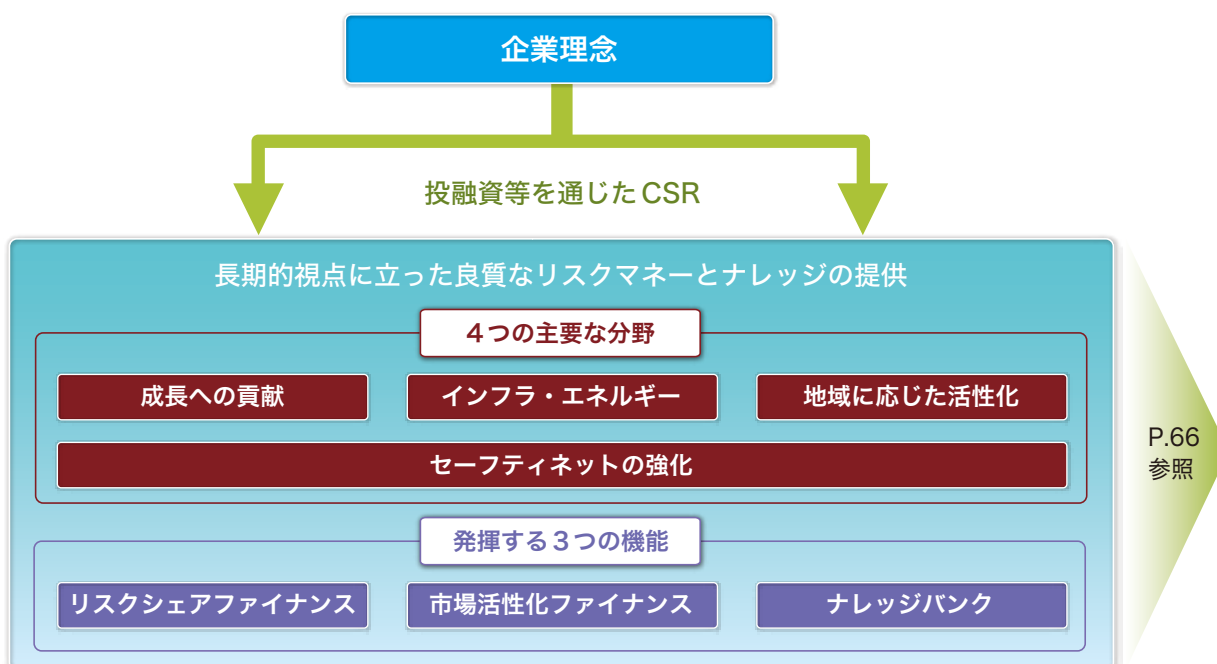 企業理念
投融資等を通じたCSR
長期的視点に立った良質なリスクマネーとナレッジの提供
4つの主要な分野
成長への貢献
インフラ・エネルギー
地域に応じた活性化
セーフティネットの強化
P.66
参照
発揮する3つの機能
リスクシェアファイナンス
市場活性化ファイナンス
ナレッジバンク